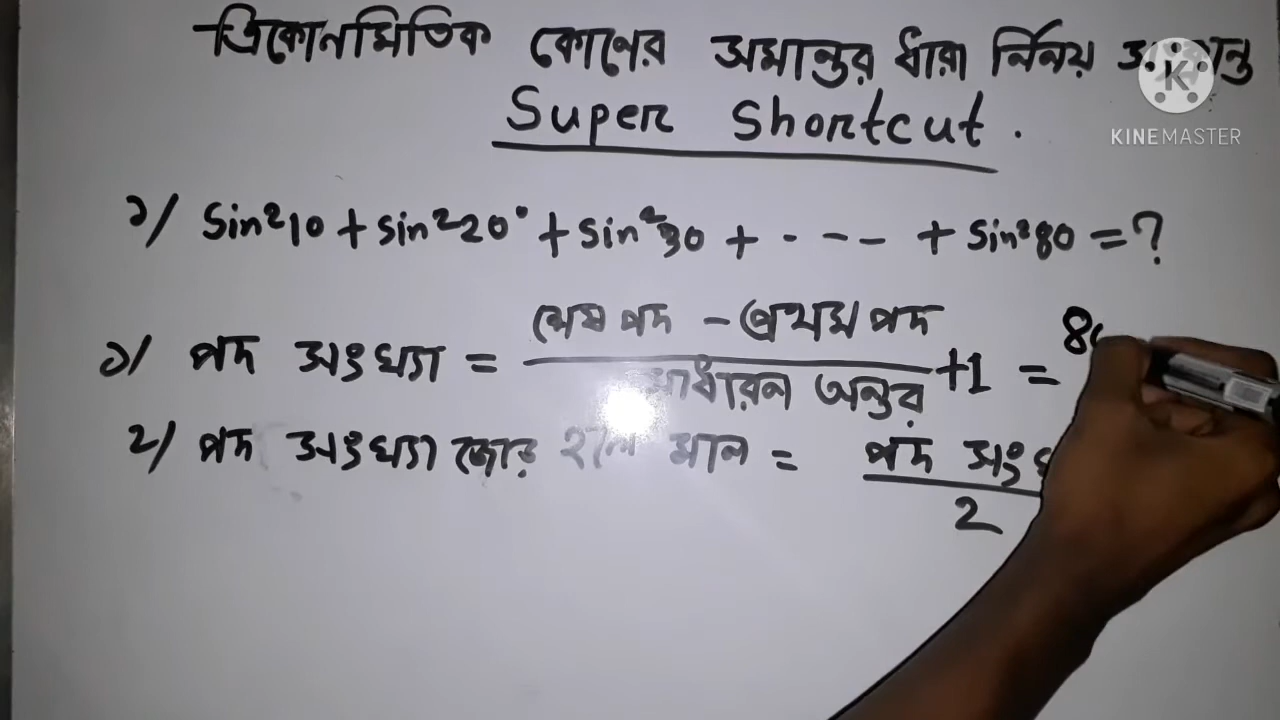 ত্রিকোনমিতিক কোণের সমান্তর ধারা র্নিনয়
Super Shortcut.
KINEMASTER
১/ Sin²10 + sin²20° + sin²30 + · - - - + sin²80 = ?
১/ পদ সংখ্যা = শেষ পদ - প্রথম পদ / সাধারন অন্তর + 1 = 80
২/ পদ সংখ্যা জোড় হলে মান = পদ / 2